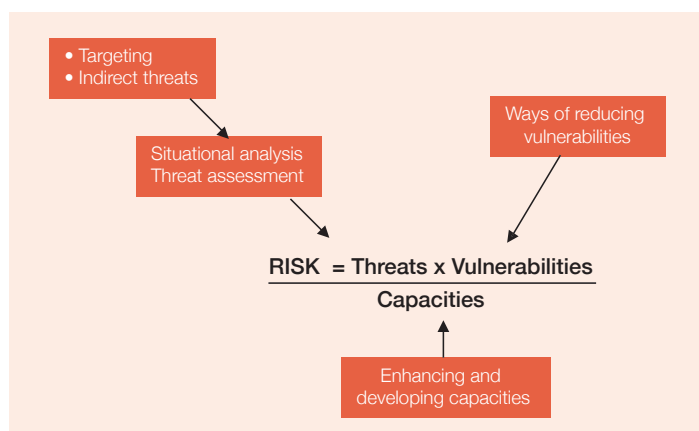 • Targeting
• Indirect threats
Ways of reducing
vulnerabilities
Situational analysis
Threat assessment
RISK = Threats x Vulnerabilities
Capacities
Enhancing and
developing capacities